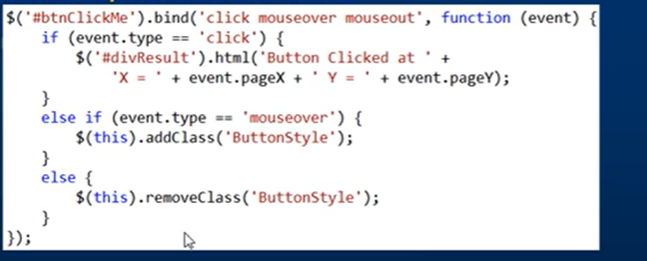 $('#btnClickMe').bind('click mouseover mouseout', function (event) {
    if (event.type == 'click') {
        $('#divResult').html('Button Clicked at ' +
            'X = ' + event.pageX + ' Y = ' + event.pageY);
    }
    else if (event.type == 'mouseover') {
        $(this).addClass('ButtonStyle');
    }
    else {
        $(this).removeClass('ButtonStyle');
    }
});